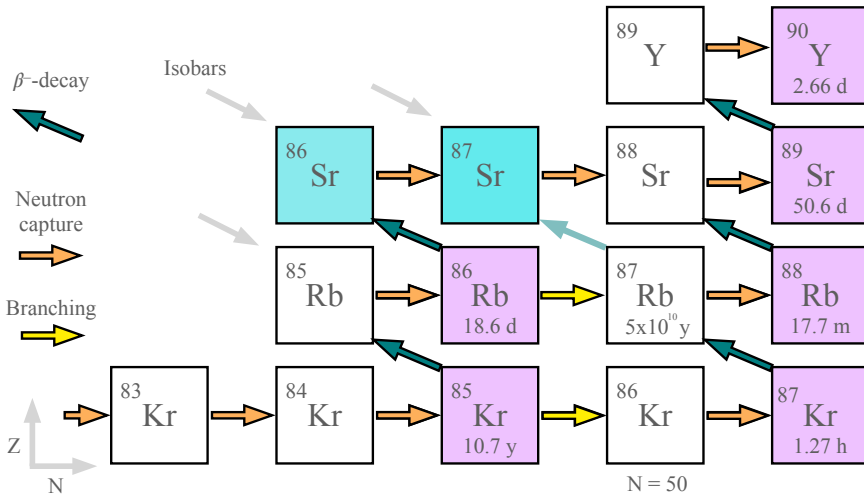 89
Y
90
Y
2.66 d
β⁻-decay
Isobars
86
Sr
87
Sr
88
Sr
89
Sr
50.6 d
Neutron
capture
85
Rb
86
Rb
18.6 d
87
Rb
5x10¹⁰ y
88
Rb
17.7 m
Branching
83
Kr
84
Kr
85
Kr
10.7 y
86
Kr
87
Kr
1.27 h
Z
N
N = 50